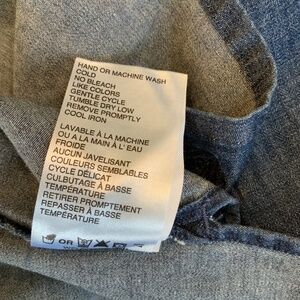 HAND OR MACHINE WASH
COLD
NO BLEACH
LIKE COLORS
GENTLE CYCLE
TUMBLE DRY LOW
REMOVE PROMPTLY
COOL IRON
LAVABLE À LA MACHINE
OU A LA MAIN À L' EAU
FROIDE
AUCUN JAVELISANT
COULEURS SEMBLABLES
CYCLE DÉLICAT
CULBUTAGE À BASSE
TEMPÉRATURE
RETIRER PROMPTEMENT
REPASSER À BASSE
TEMPÉRATURE
OR